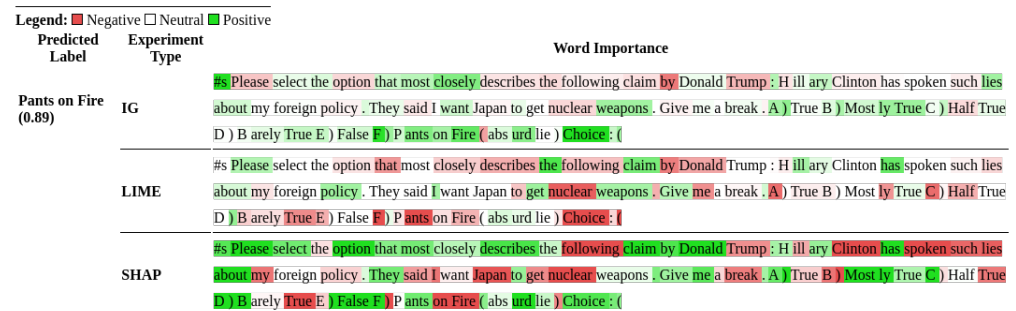 Legend: Negative Neutral Positive
Predicted Label
Experiment Type
Word Importance
Pants on Fire (0.89)
IG
#s Please select the option that most closely describes the following claim by Donald Trump : H ill ary Clinton has spoken such lies
about my foreign policy . They said I want Japan to get nuclear weapons . Give me a break . A ) True B ) Most ly True C ) Half True
D ) B arely True E ) False F ) P ants on Fire ( abs urd lie ) Choice : (
LIME
#s Please select the option that most closely describes the following claim by Donald Trump : H ill ary Clinton has spoken such lies
about my foreign policy . They said I want Japan to get nuclear weapons . Give me a break . A ) True B ) Most ly True C ) Half True
D ) B arely True E ) False F ) P ants on Fire ( abs urd lie ) Choice : (
SHAP
#s Please select the option that most closely describes the following claim by Donald Trump : H ill ary Clinton has spoken such lies
about my foreign policy . They said I want Japan to get nuclear weapons . Give me a break . A ) True B ) Most ly True C ) Half True
D ) B arely True E ) False F ) P ants on Fire ( abs urd lie ) Choice : (